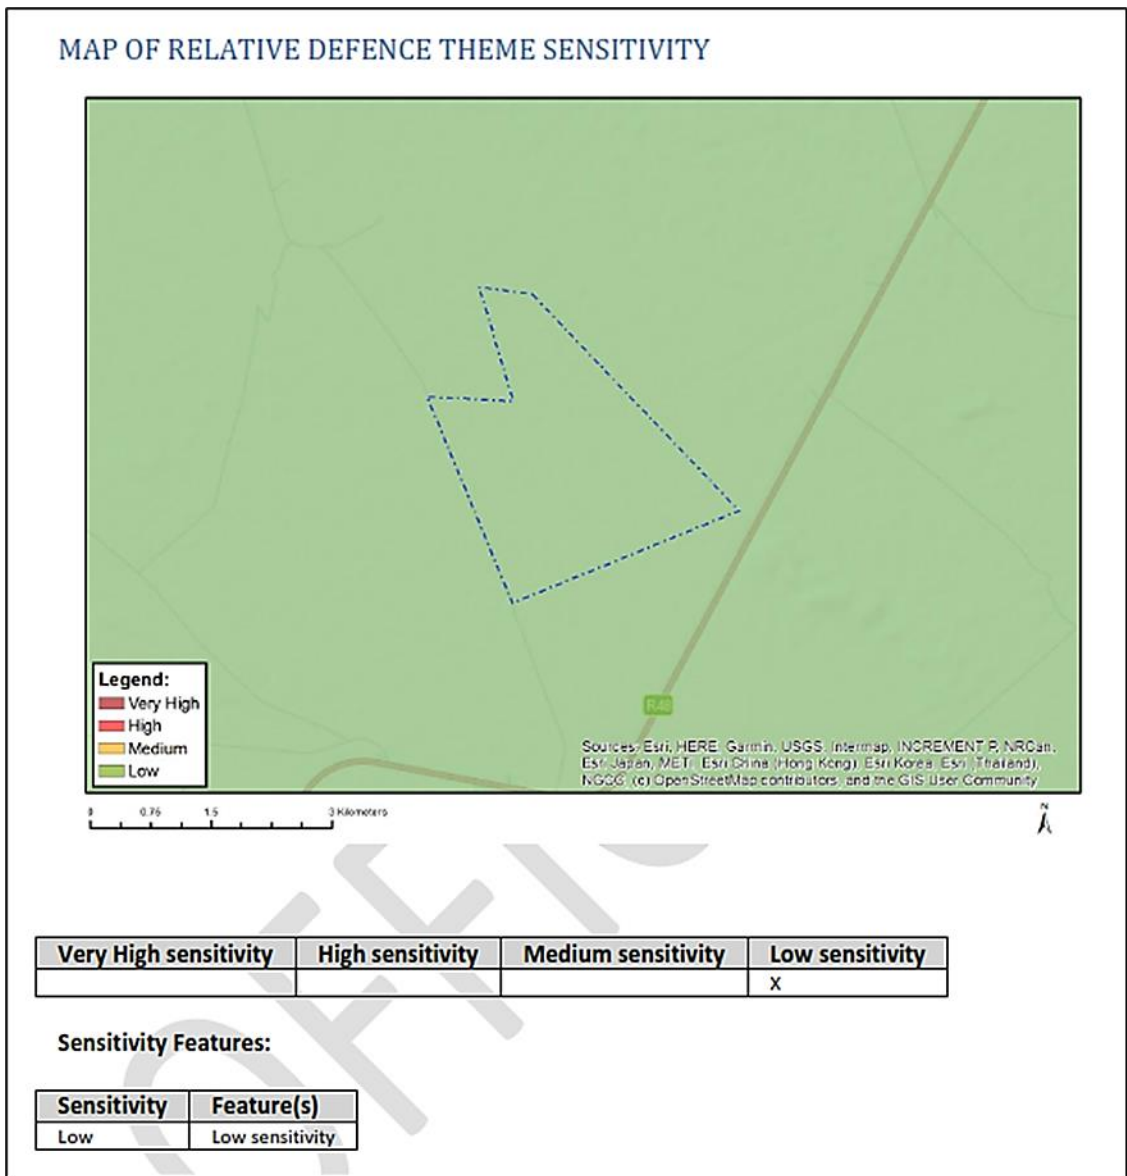 MAP OF RELATIVE DEFENCE THEME SENSITIVITY
R48
Legend:
Very High
High
Medium
Low
Sources: Esri, HERE, Garmin, USGS, Intermap, INCREMENT P, NRCan,
Esri Japan, METI, Esri China (Hong Kong), Esri Korea, Esri (Thailand),
NGCC, (c) OpenStreetMap contributors, and the GIS User Community
0 0.75 1.5 3 Kilometers
N
Very High sensitivity High sensitivity Medium sensitivity Low sensitivity
X
Sensitivity Features:
Sensitivity Feature(s)
Low Low sensitivity